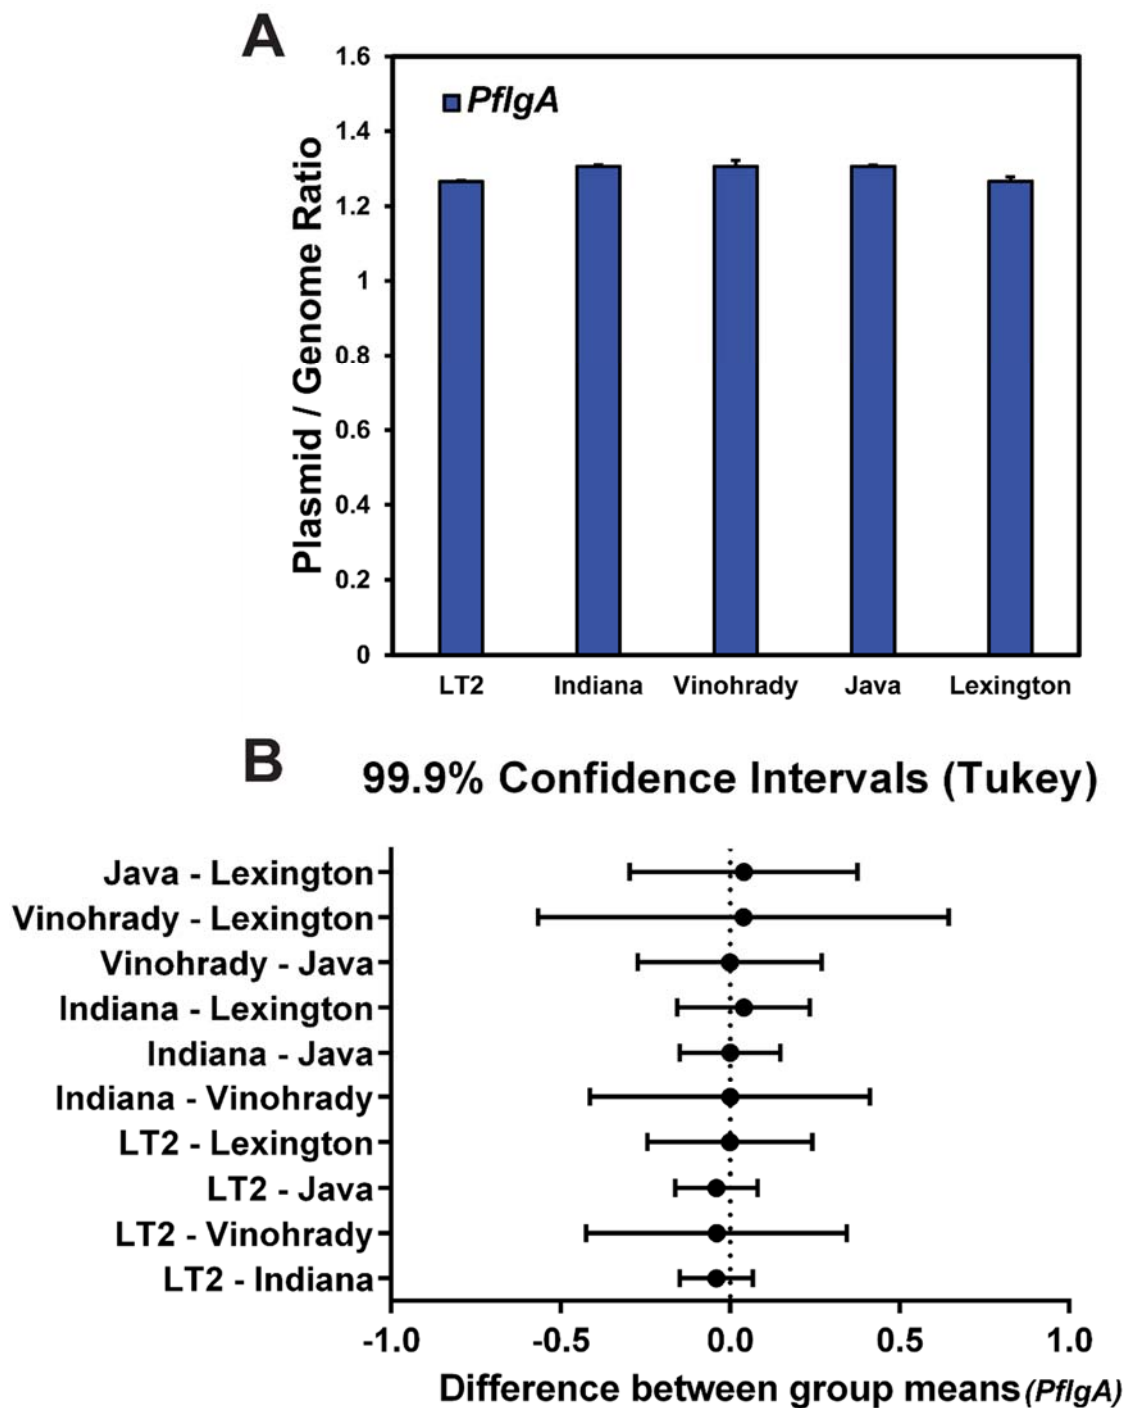 A
1.6
PflgA
1.4
1.2
1
0.8
0.6
0.4
0.2
0
Plasmid / Genome Ratio
LT2 Indiana Vinohrady Java Lexington
B 99.9% Confidence Intervals (Tukey)
Java - Lexington
Vinohrady - Lexington
Vinohrady - Java
Indiana - Lexington
Indiana - Java
Indiana - Vinohrady
LT2 - Lexington
LT2 - Java
LT2 - Vinohrady
LT2 - Indiana
-1.0 -0.5 0.0 0.5 1.0
Difference between group means (PflgA)